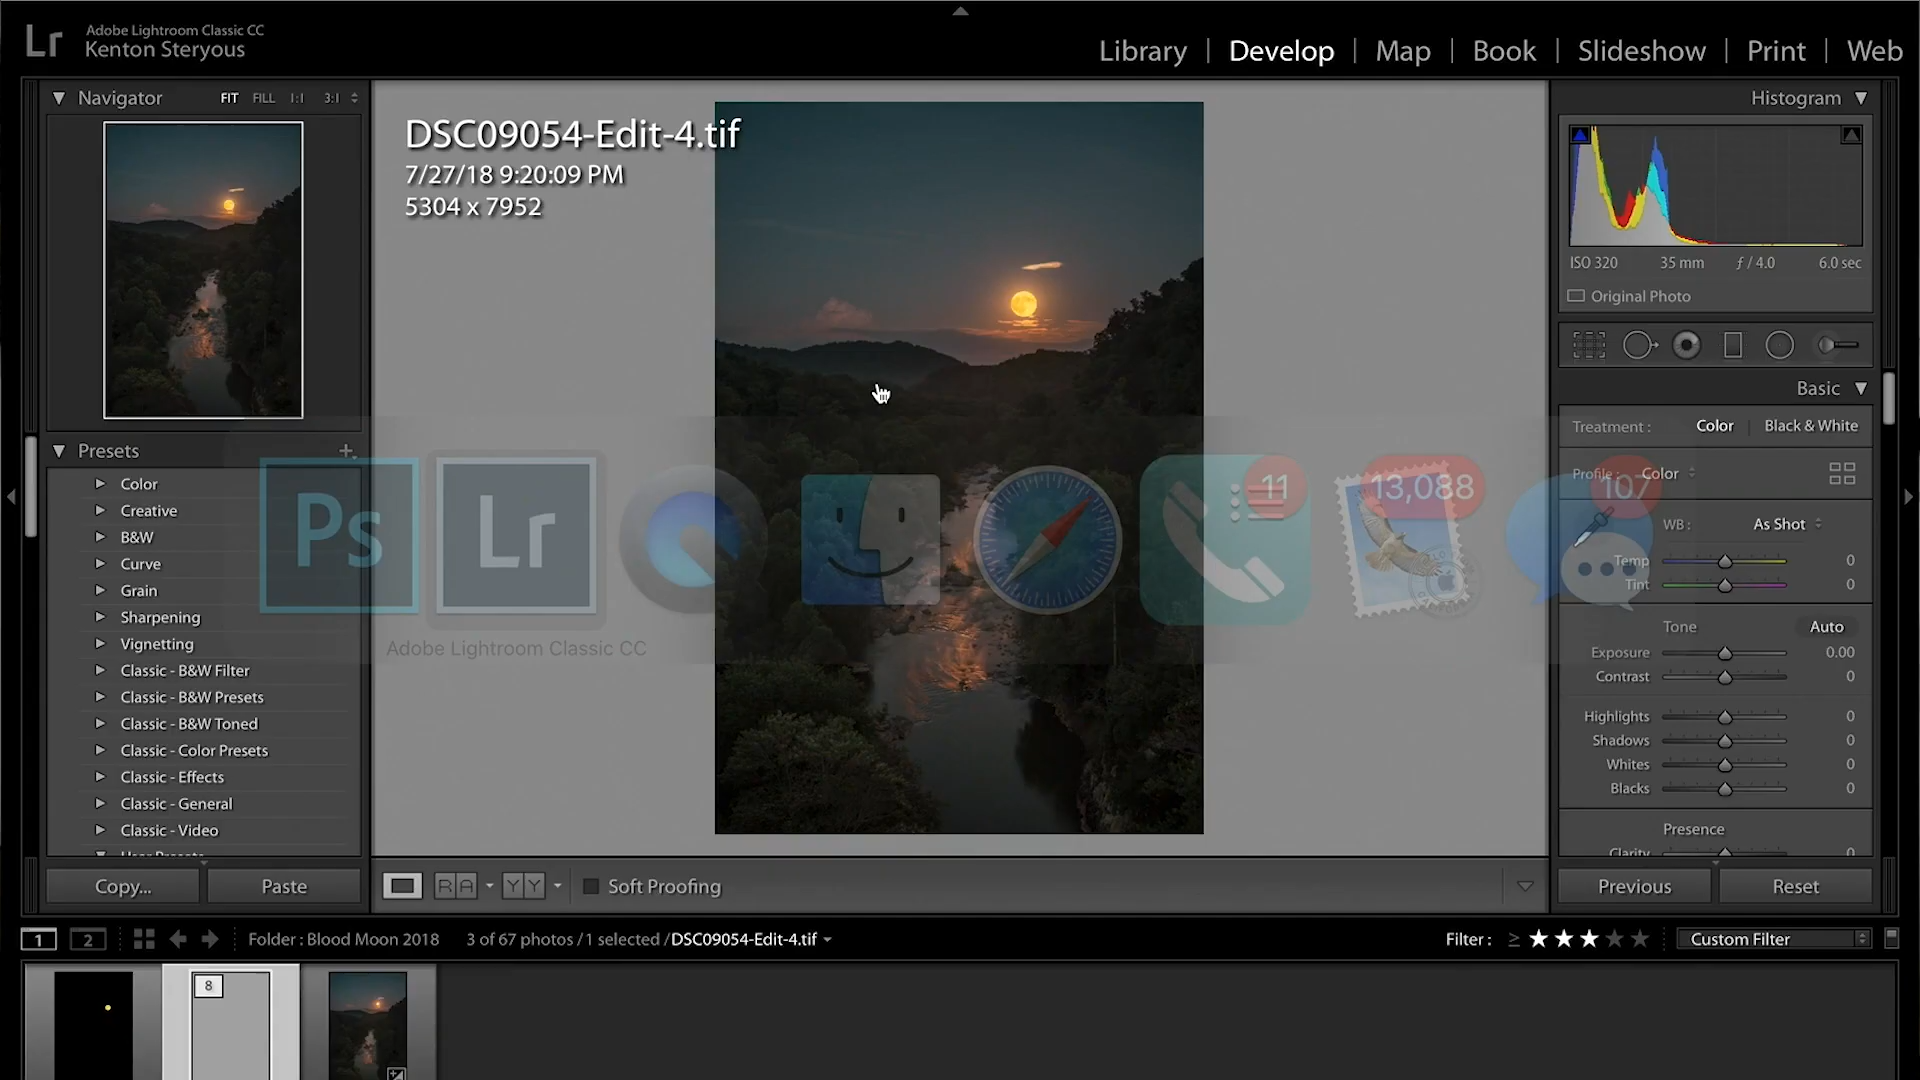 Lr
Adobe Lightroom Classic CC
Kenton Steryous
Library | Develop | Map | Book | Slideshow | Print | Web
Navigator FIT FILL 1:1 3:1
DSC09054-Edit-4.tif
7/27/18 9:20:09 PM
5304 x 7952
Histogram
ISO 320 35 mm ƒ / 4.0 6.0 sec
Original Photo
Basic
Treatment : Color Black & White
Profile : Color
WB : As Shot
Temp 0
Tint 0
Tone Auto
Exposure 0.00
Contrast 0
Highlights 0
Shadows 0
Whites 0
Blacks 0
Presence
Clarity 0
Presets
Color
Creative
B&W
Curve
Grain
Sharpening
Vignetting
Classic - B&W Filter
Classic - B&W Presets
Classic - B&W Toned
Classic - Color Presets
Classic - Effects
Classic - General
Classic - Video
User Presets
Ps Lr 11 13,088 107
Adobe Lightroom Classic CC
Copy... Paste
R A Y Y Soft Proofing
Previous Reset
1 2 Folder : Blood Moon 2018 3 of 67 photos / 1 selected / DSC09054-Edit-4.tif
Filter : ≥ ★★★★★ Custom Filter
8